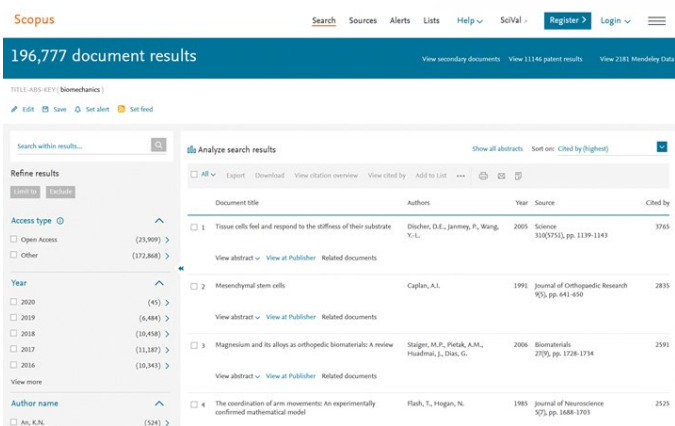 Scopus
Search Sources Alerts Lists Help SciVal Register Login
196,777 document results
View secondary documents View 11146 patent results View 2181 Mendeley Data
TITLE-ABS-KEY ( biomechanics )
Edit Save Set alert Set feed
Search within results...
Analyze search results
Show all abstracts Sort on: Cited by (highest)
Refine results
Limit to Exclude
All Export Download View citation overview View cited by Add to List •••
Document title Authors Year Source Cited by
Access type
Open Access (23,909)
Other (172,868)
Year
2020 (45)
2019 (6,484)
2018 (10,458)
2017 (11,187)
2016 (10,343)
View more
Author name
An, K.N. (524)
1 Tissue cells feel and respond to the stiffness of their substrate Discher, D.E., Janmey, P., Wang, 2005 Science 3765
Y.-L. 310(5751), pp. 1139-1143
View abstract View at Publisher Related documents
2 Mesenchymal stem cells Caplan, A.I. 1991 Journal of Orthopaedic Research 2835
9(5), pp. 641-650
View abstract View at Publisher Related documents
3 Magnesium and its alloys as orthopedic biomaterials: A review Staiger, M.P., Pietak, A.M., 2006 Biomaterials 2591
Huadmai, J., Dias, G. 27(9), pp. 1728-1734
View abstract View at Publisher Related documents
4 The coordination of arm movements: An experimentally Flash, T., Hogan, N. 1985 Journal of Neuroscience 2525
confirmed mathematical model 5(7), pp. 1688-1703